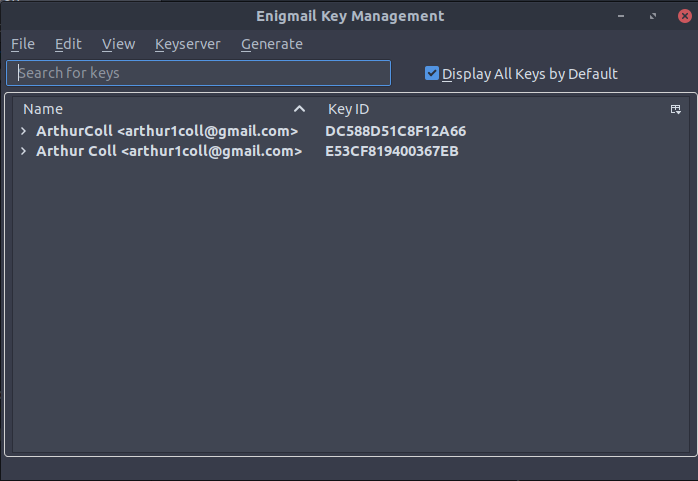 Enigmail Key Management
File Edit View Keyserver Generate
Search for keys
Display All Keys by Default
Name Key ID
ArthurColl <arthur1coll@gmail.com> DC588D51C8F12A66
Arthur Coll <arthur1coll@gmail.com> E53CF819400367EB